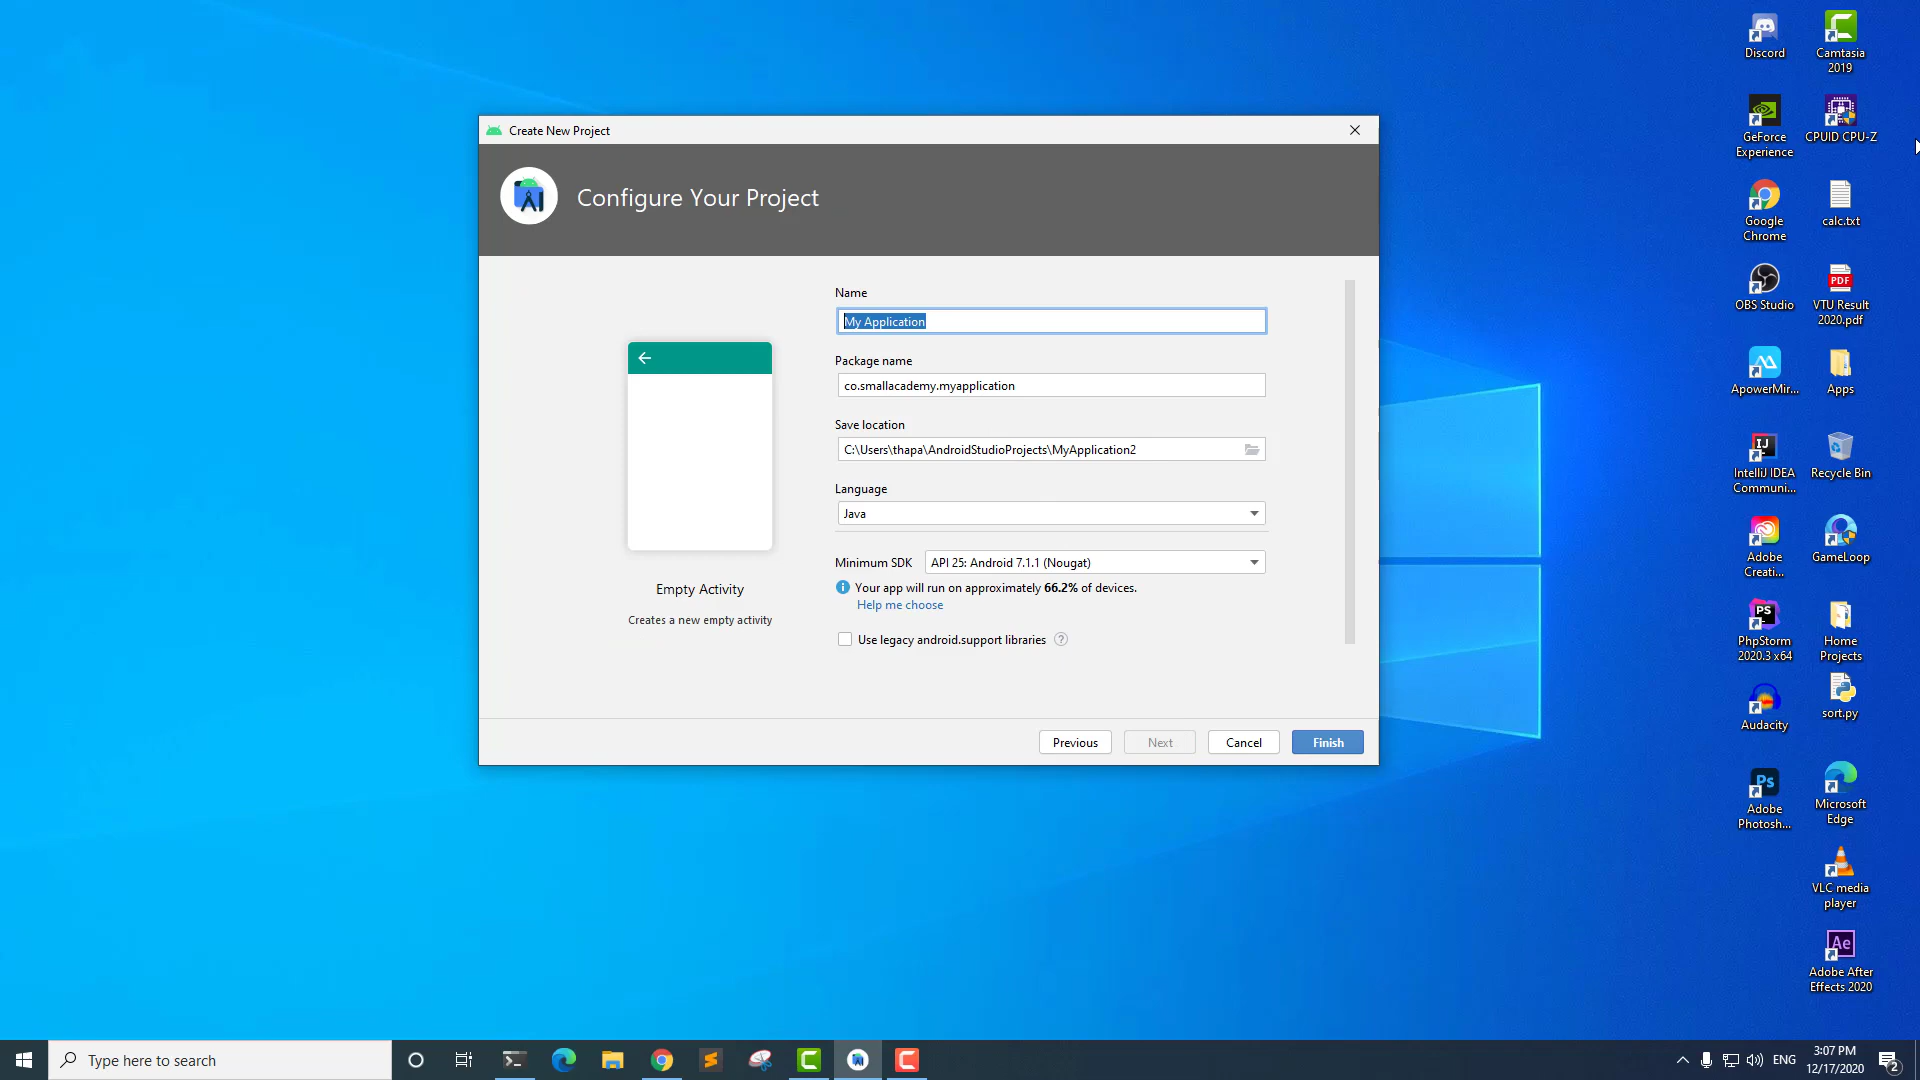 Create New Project
Configure Your Project
Name
My Application
Package name
co.smallacademy.myapplication
Save location
C:\Users\thapa\AndroidStudioProjects\MyApplication2
Language
Java
Minimum SDK
API 25: Android 7.1.1 (Nougat)
Your app will run on approximately 66.2% of devices.
Help me choose
Use legacy android.support libraries
?
Empty Activity
Creates a new empty activity
Previous
Next
Cancel
Finish
Discord
Camtasia
2019
GeForce
Experience
CPUID CPU-Z
Google
Chrome
calc.txt
OBS Studio
PDF
VTU Result
2020.pdf
ApowerMir...
Apps
IJ
IntelliJ IDEA
Communi...
Recycle Bin
Adobe
Creati...
GameLoop
PS
PhpStorm
2020.3 x64
Home
Projects
Audacity
sort.py
Ps
Adobe
Photosh...
Microsoft
Edge
VLC media
player
Ae
Adobe After
Effects 2020
Type here to search
ENG
3:07 PM
12/17/2020
2